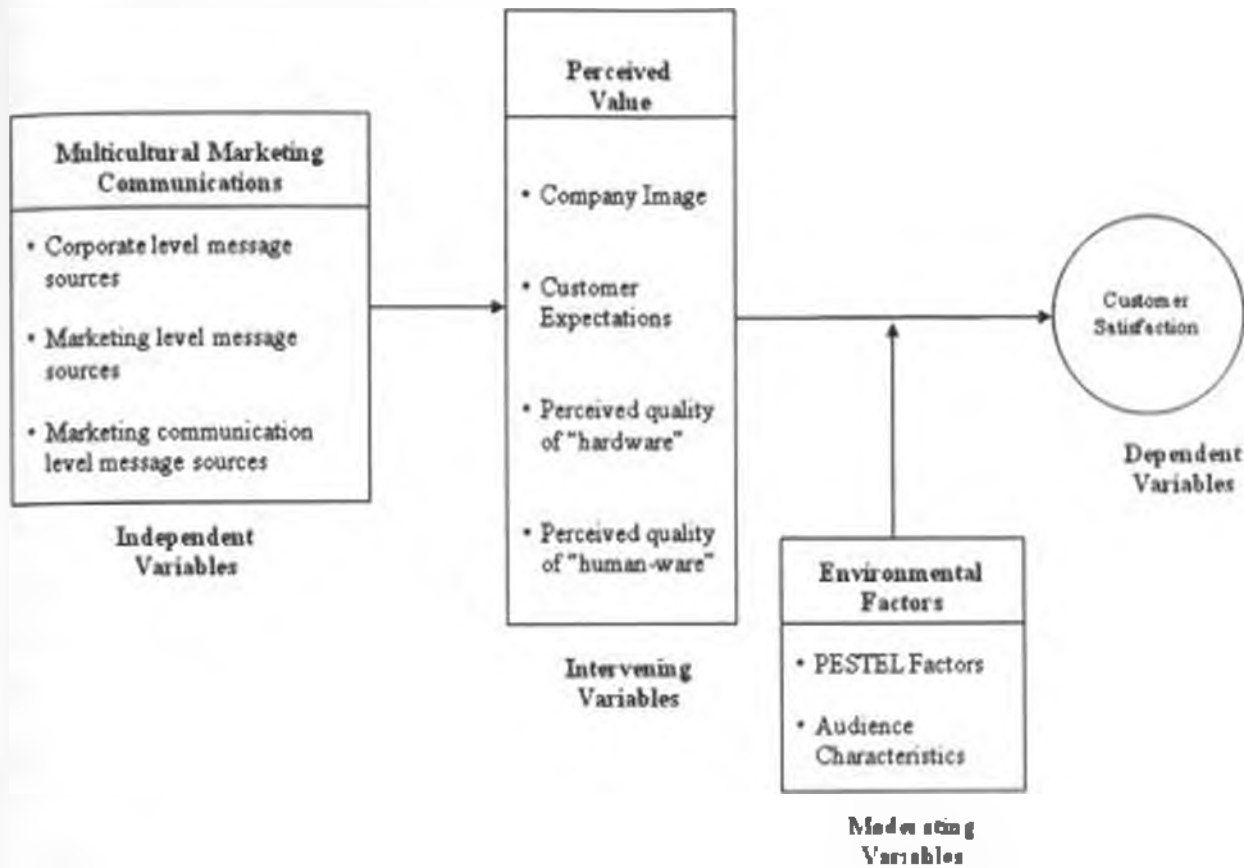 Multicultural Marketing
Communications
• Corporate level message
sources
• Marketing level message
sources
• Marketing communication
level message sources
Independent
Variables
Perceived
Value
• Company Image
• Customer
Expectations
• Perceived quality
of "hardware"
• Perceived quality
of "human-ware"
Intervening
Variables
Environmental
Factors
• PESTEL Factors
• Audience
Characteristics
Moderating
Variables
Customer
Satisfaction
Dependent
Variables